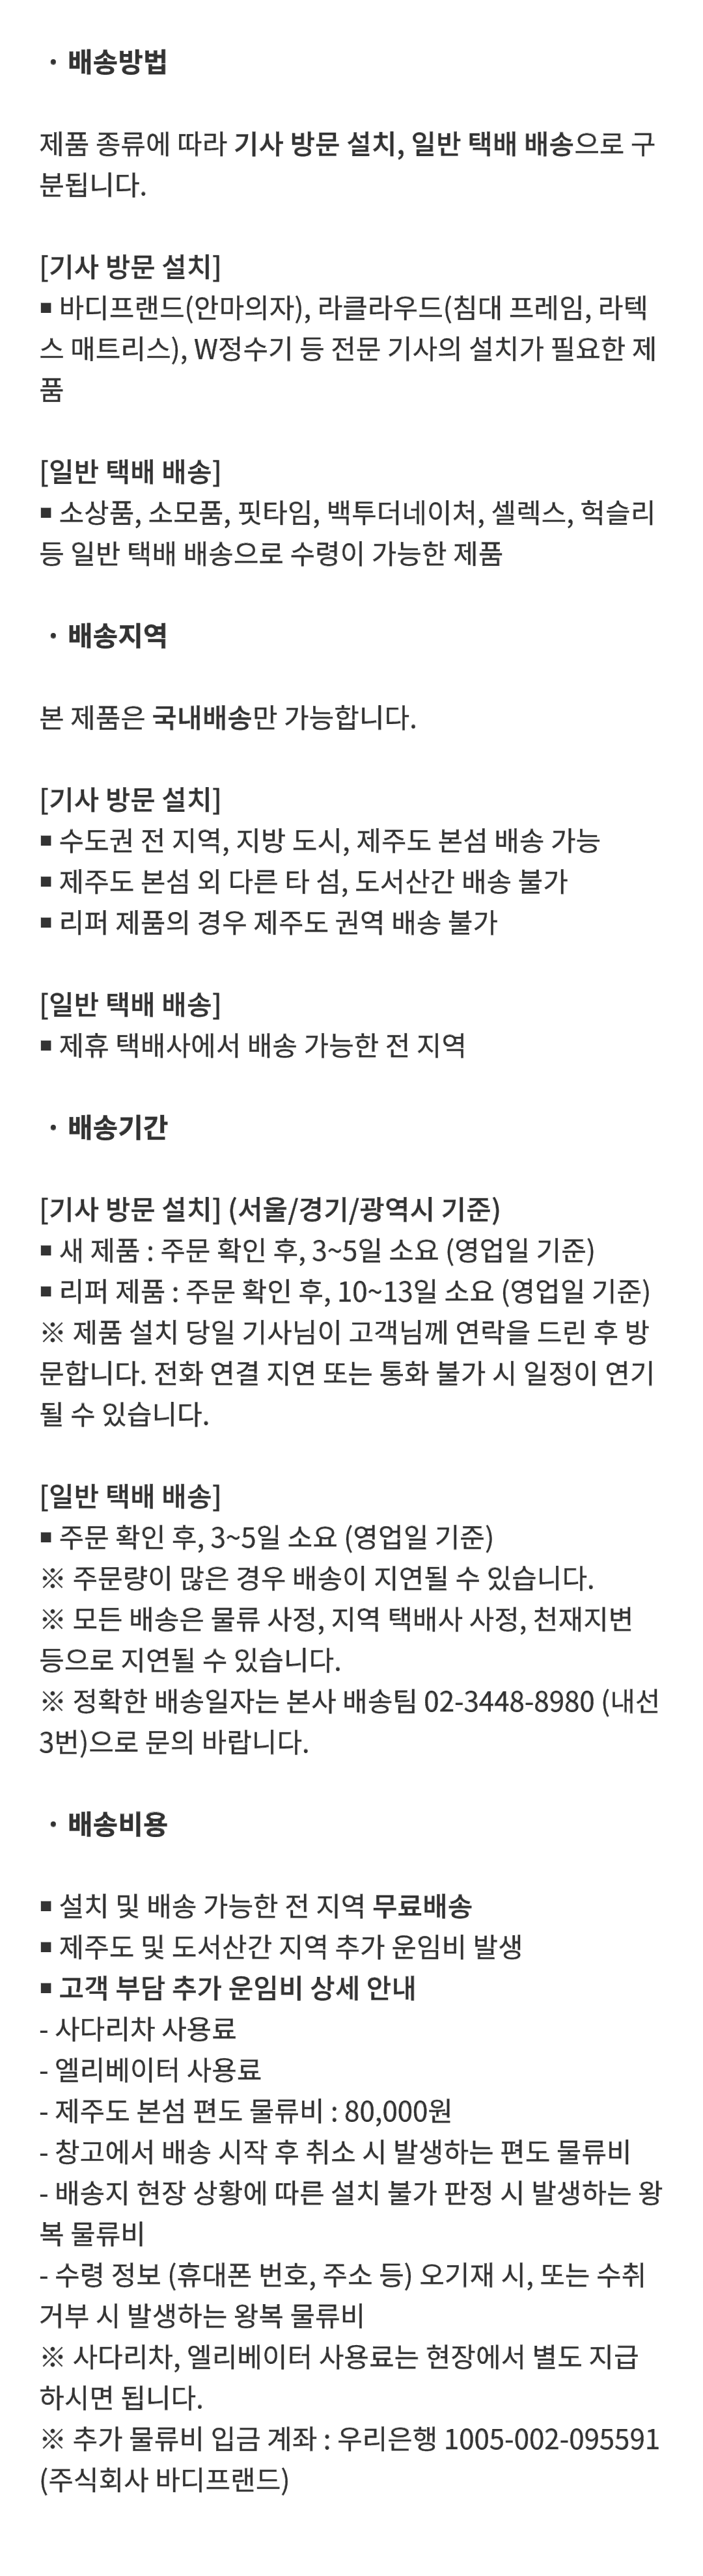 · 배송방법
제품 종류에 따라 기사 방문 설치, 일반 택배 배송으로 구
분됩니다.
[기사 방문 설치]
■ 바디프랜드(안마의자), 라클라우드(침대 프레임, 라텍
스 매트리스), W정수기 등 전문 기사의 설치가 필요한 제
품
[일반 택배 배송]
■ 소상품, 소모품, 핏타임, 백투더네이처, 셀렉스, 헉슬리
등 일반 택배 배송으로 수령이 가능한 제품
· 배송지역
본 제품은 국내배송만 가능합니다.
[기사 방문 설치]
■ 수도권 전 지역, 지방 도시, 제주도 본섬 배송 가능
■ 제주도 본섬 외 다른 타 섬, 도서산간 배송 불가
■ 리퍼 제품의 경우 제주도 권역 배송 불가
[일반 택배 배송]
■ 제휴 택배사에서 배송 가능한 전 지역
· 배송기간
[기사 방문 설치] (서울/경기/광역시 기준)
■ 새 제품 : 주문 확인 후, 3~5일 소요 (영업일 기준)
■ 리퍼 제품 : 주문 확인 후, 10~13일 소요 (영업일 기준)
※ 제품 설치 당일 기사님이 고객님께 연락을 드린 후 방
문합니다. 전화 연결 지연 또는 통화 불가 시 일정이 연기
될 수 있습니다.
[일반 택배 배송]
■ 주문 확인 후, 3~5일 소요 (영업일 기준)
※ 주문량이 많은 경우 배송이 지연될 수 있습니다.
※ 모든 배송은 물류 사정, 지역 택배사 사정, 천재지변
등으로 지연될 수 있습니다.
※ 정확한 배송일자는 본사 배송팀 02-3448-8980 (내선
3번)으로 문의 바랍니다.
· 배송비용
■ 설치 및 배송 가능한 전 지역 무료배송
■ 제주도 및 도서산간 지역 추가 운임비 발생
■ 고객 부담 추가 운임비 상세 안내
- 사다리차 사용료
- 엘리베이터 사용료
- 제주도 본섬 편도 물류비 : 80,000원
- 창고에서 배송 시작 후 취소 시 발생하는 편도 물류비
- 배송지 현장 상황에 따른 설치 불가 판정 시 발생하는 왕
복 물류비
- 수령 정보 (휴대폰 번호, 주소 등) 오기재 시, 또는 수취
거부 시 발생하는 왕복 물류비
※ 사다리차, 엘리베이터 사용료는 현장에서 별도 지급
하시면 됩니다.
※ 추가 물류비 입금 계좌 : 우리은행 1005-002-095591
(주식회사 바디프랜드)